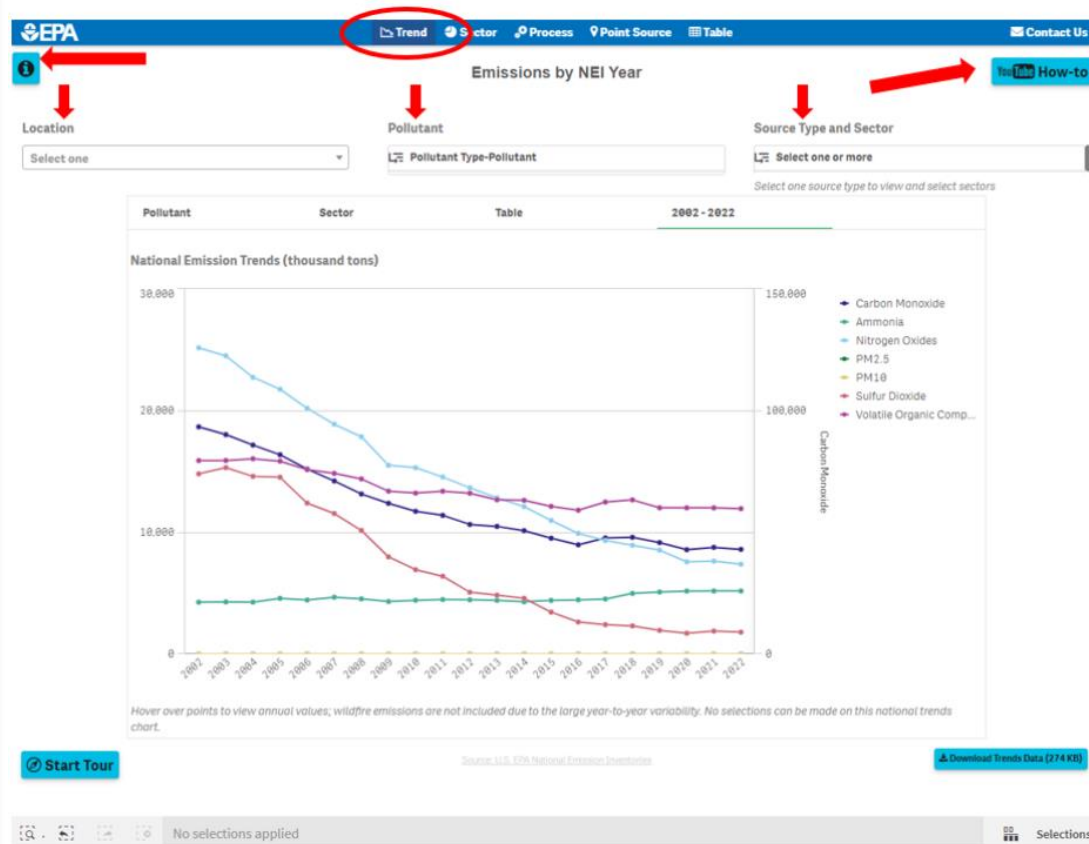 EPA
Trend
Sector
Process
Point Source
Table
Contact Us
Emissions by NEI Year
YouTube How-to
Location
Pollutant
Source Type and Sector
Select one
Pollutant Type-Pollutant
Select one or more
Select one source type to view and select sectors
Pollutant
Sector
Table
2002 - 2022
National Emission Trends (thousand tons)
30,000
20,000
10,000
0
150,000
100,000
0
Carbon Monoxide
Carbon Monoxide
Ammonia
Nitrogen Oxides
PM2.5
PM10
Sulfur Dioxide
Volatile Organic Comp...
2002
2003
2004
2005
2006
2007
2008
2009
2010
2011
2012
2013
2014
2015
2016
2017
2018
2019
2020
2021
2022
Hover over points to view annual values; wildfire emissions are not included due to the large year-to-year variability. No selections can be made on this national trends
chart.
Start Tour
Source: U.S. EPA National Emission Inventories
Download Trends Data (274 KB)
No selections applied
Selections